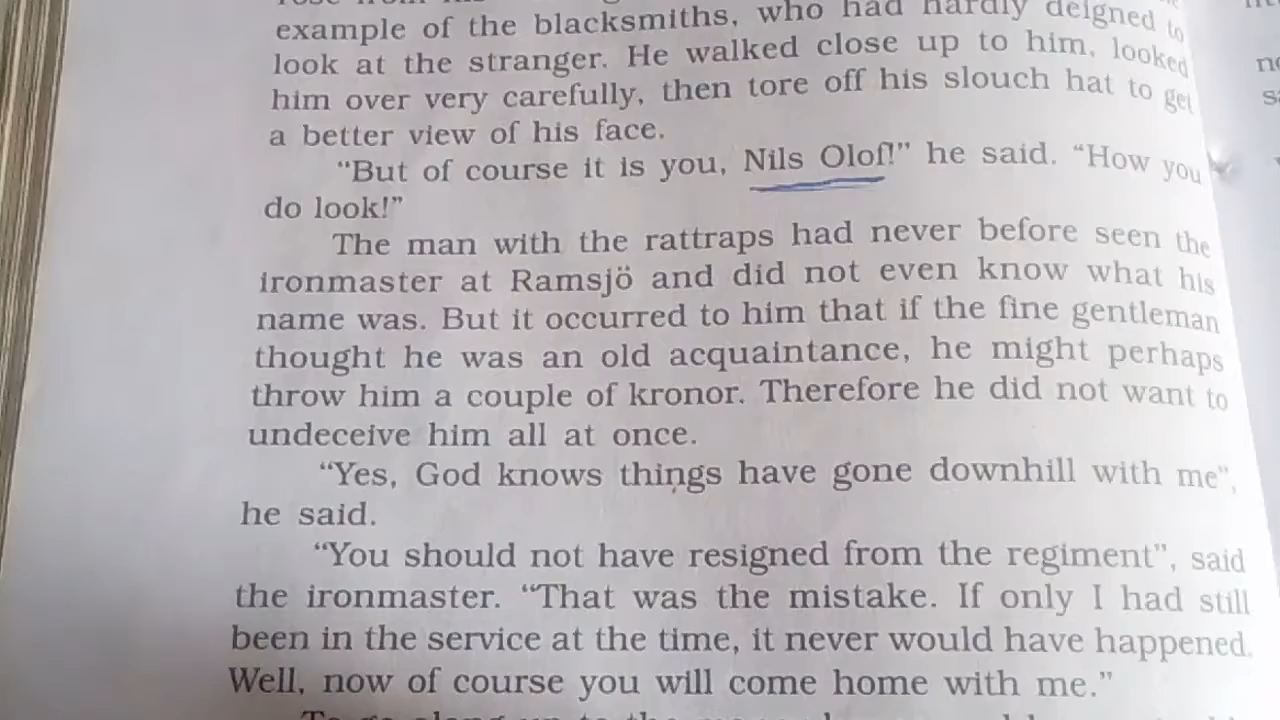 example of the blacksmiths, who had hardly deigned to
look at the stranger. He walked close up to him, looked
him over very carefully, then tore off his slouch hat to get
a better view of his face.
“But of course it is you, Nils Olof!” he said. “How you
do look!”
The man with the rattraps had never before seen the
ironmaster at Ramsjö and did not even know what his
name was. But it occurred to him that if the fine gentleman
thought he was an old acquaintance, he might perhaps
throw him a couple of kronor. Therefore he did not want to
undeceive him all at once.
“Yes, God knows things have gone downhill with me”,
he said.
“You should not have resigned from the regiment”, said
the ironmaster. “That was the mistake. If only I had still
been in the service at the time, it never would have happened.
Well, now of course you will come home with me.”